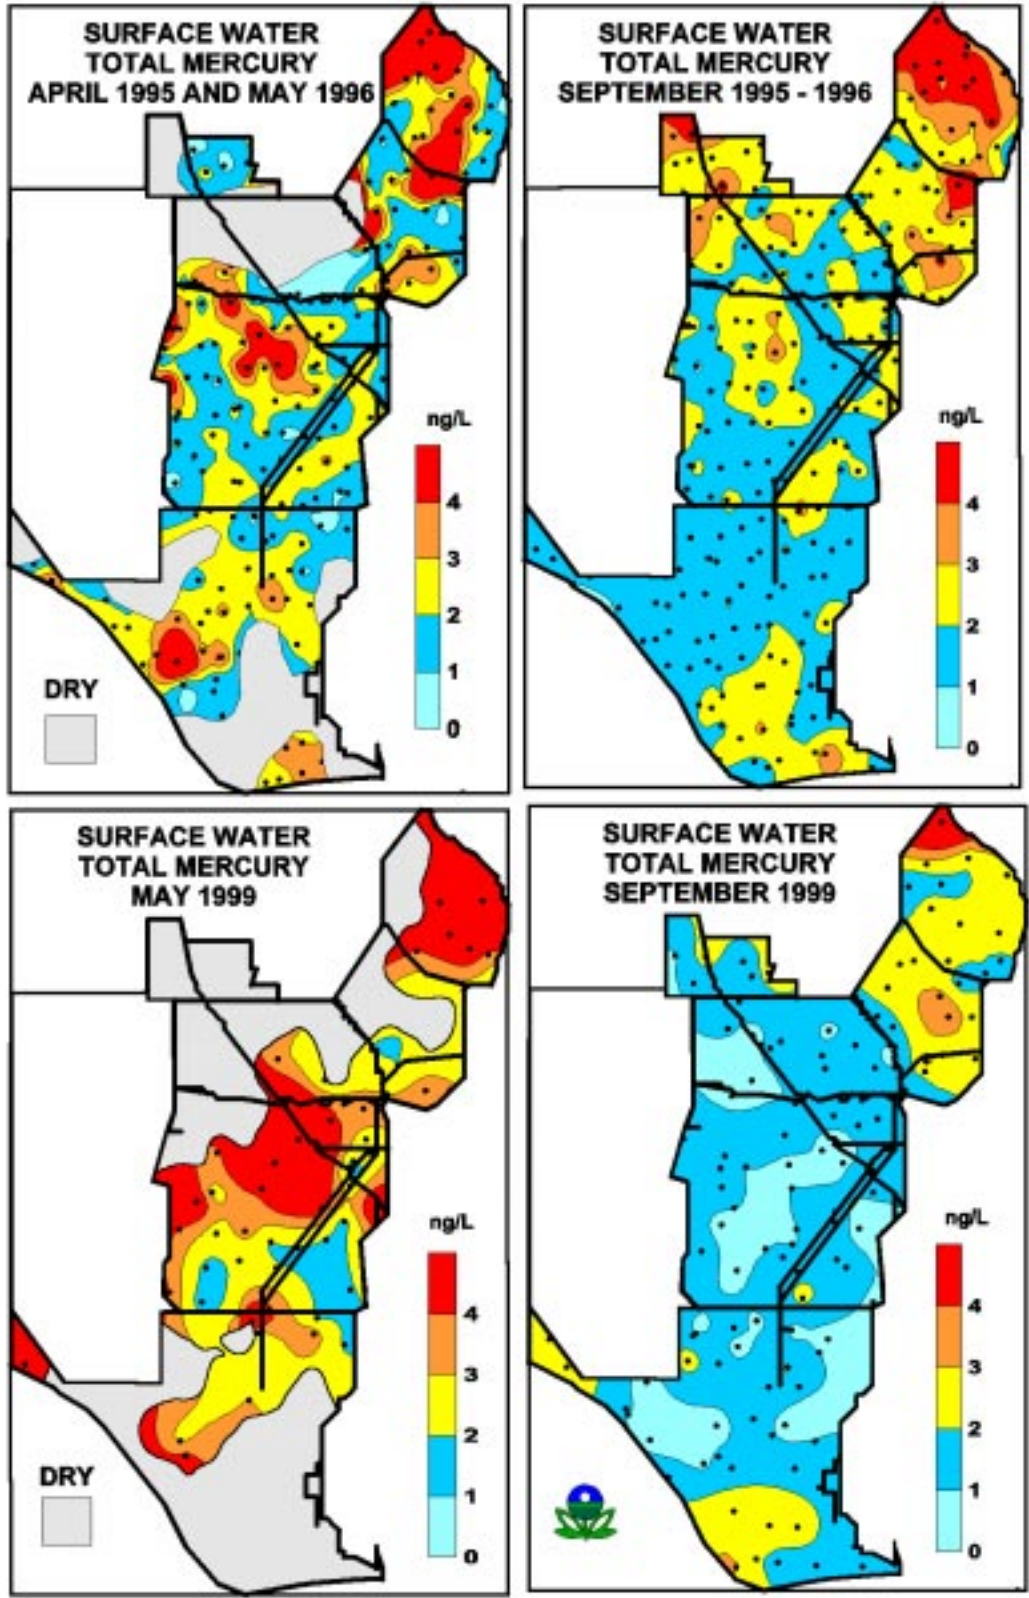 SURFACE WATER
TOTAL MERCURY
APRIL 1995 AND MAY 1996
ng/L
4
3
2
1
0
DRY
SURFACE WATER
TOTAL MERCURY
SEPTEMBER 1995 - 1996
ng/L
4
3
2
1
0
SURFACE WATER
TOTAL MERCURY
MAY 1999
ng/L
4
3
2
1
0
DRY
SURFACE WATER
TOTAL MERCURY
SEPTEMBER 1999
ng/L
4
3
2
1
0